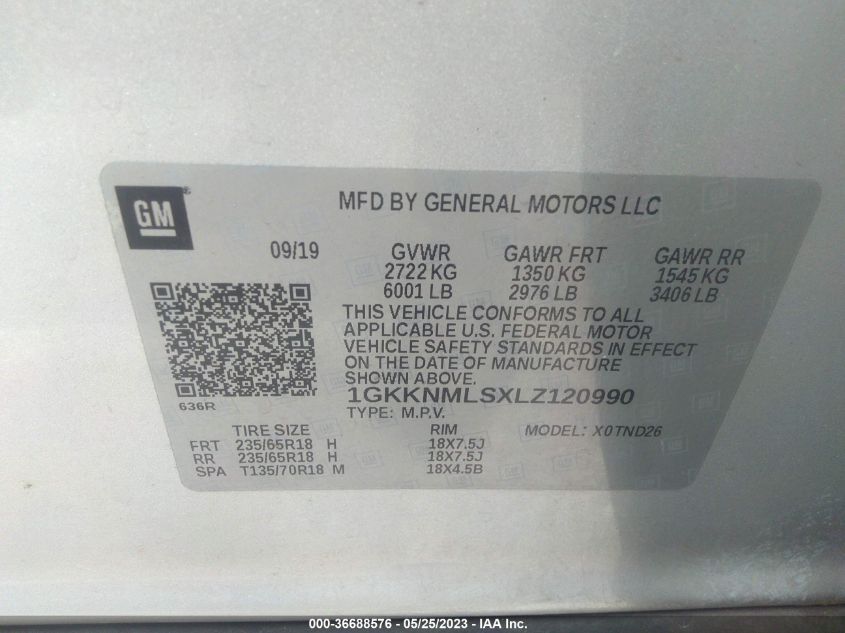 GM®
MFD BY GENERAL MOTORS LLC
09/19 GVWR GAWR FRT GAWR RR
2722 KG 1350 KG 1545 KG
6001 LB 2976 LB 3406 LB
THIS VEHICLE CONFORMS TO ALL
APPLICABLE U.S. FEDERAL MOTOR
VEHICLE SAFETY STANDARDS IN EFFECT
ON THE DATE OF MANUFACTURE
SHOWN ABOVE.
636R
1GKKNMLSXLZ120990
TYPE: M.P.V.
TIRE SIZE RIM MODEL: X0TND26
FRT 235/65R18 H 18X7.5J
RR 235/65R18 H 18X7.5J
SPA T135/70R18 M 18X4.5B
000-36688576 - 05/25/2023 - IAA Inc.